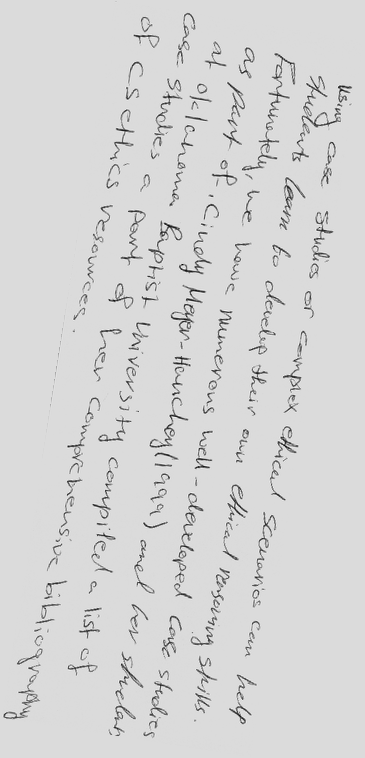 Using case studies or complex ethical scenarios can help
students learn to develop their own ethical reasoning skills.
Fortunately, we have numerous well-developed case studies
as part of. Cindy Meyer-Hanchey (1999) and her students
at oklahoma Baptist University compiled a list of
case studies a part of her comprehensive bibliography
of CS ethics resources.